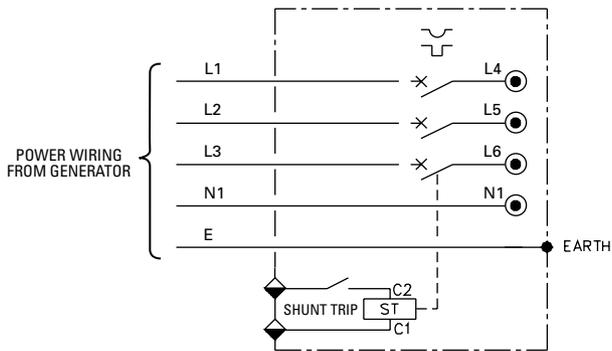 L1 L4
L2 L5
POWER WIRING
FROM GENERATOR
L3 L6
N1 N1
E EARTH
C2
SHUNT TRIP ST
C1